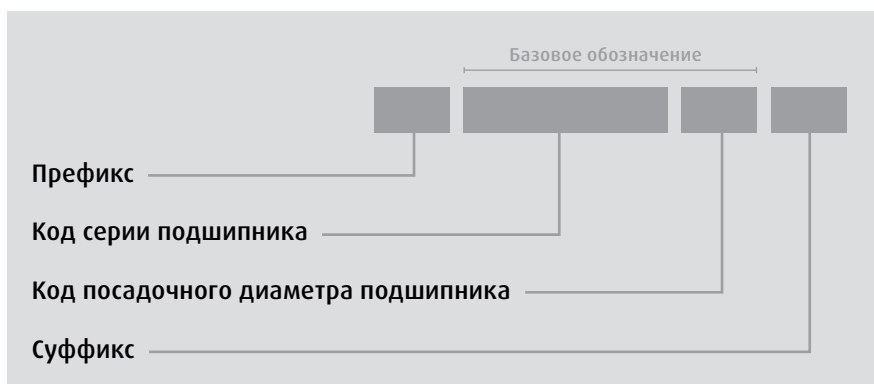 Базовое обозначение
Префикс
Код серии подшипника
Код посадочного диаметра подшипника
Суффикс